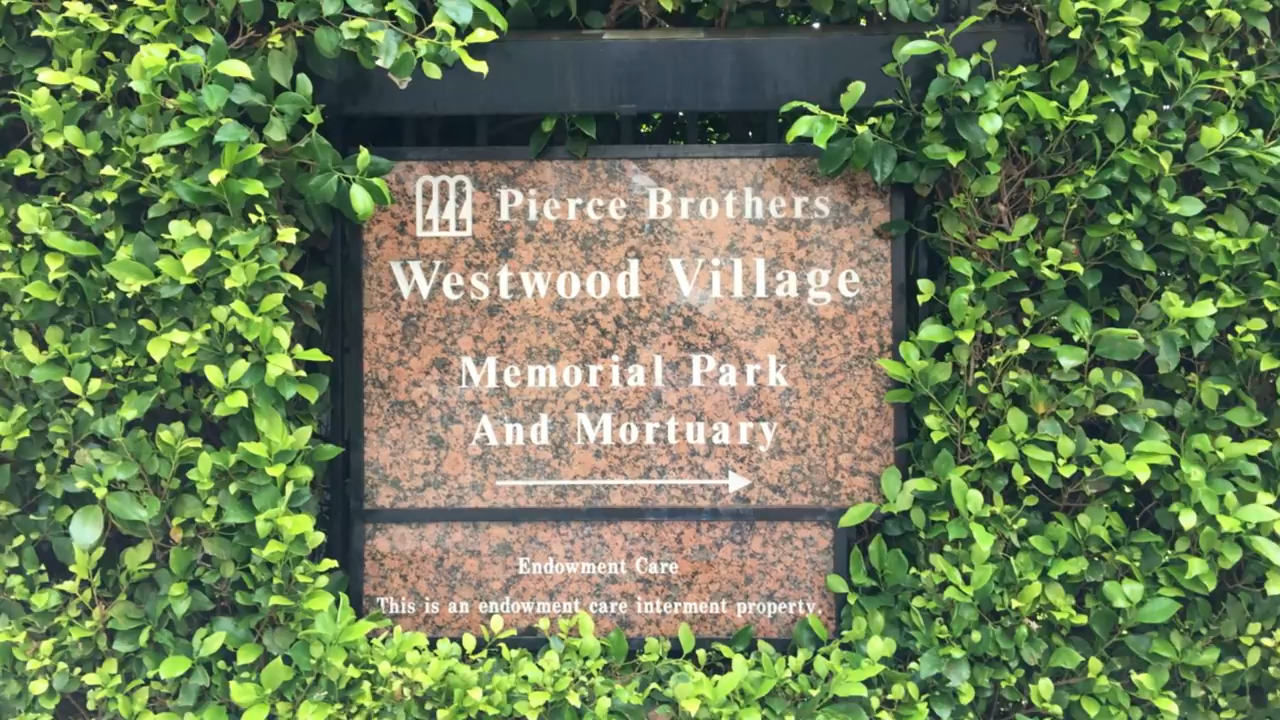 Pierce Brothers
Westwood Village
Memorial Park
And Mortuary
Endowment Care
This is an endowment care interment property.